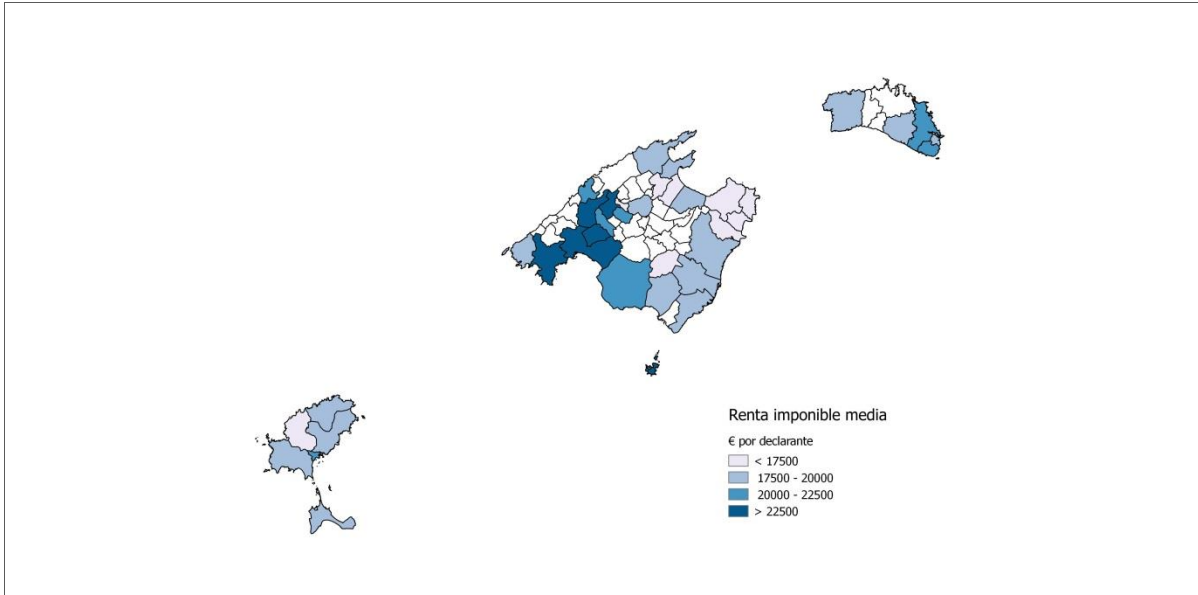 Renta imponible media
€ por declarante
< 17500
17500 - 20000
20000 - 22500
> 22500